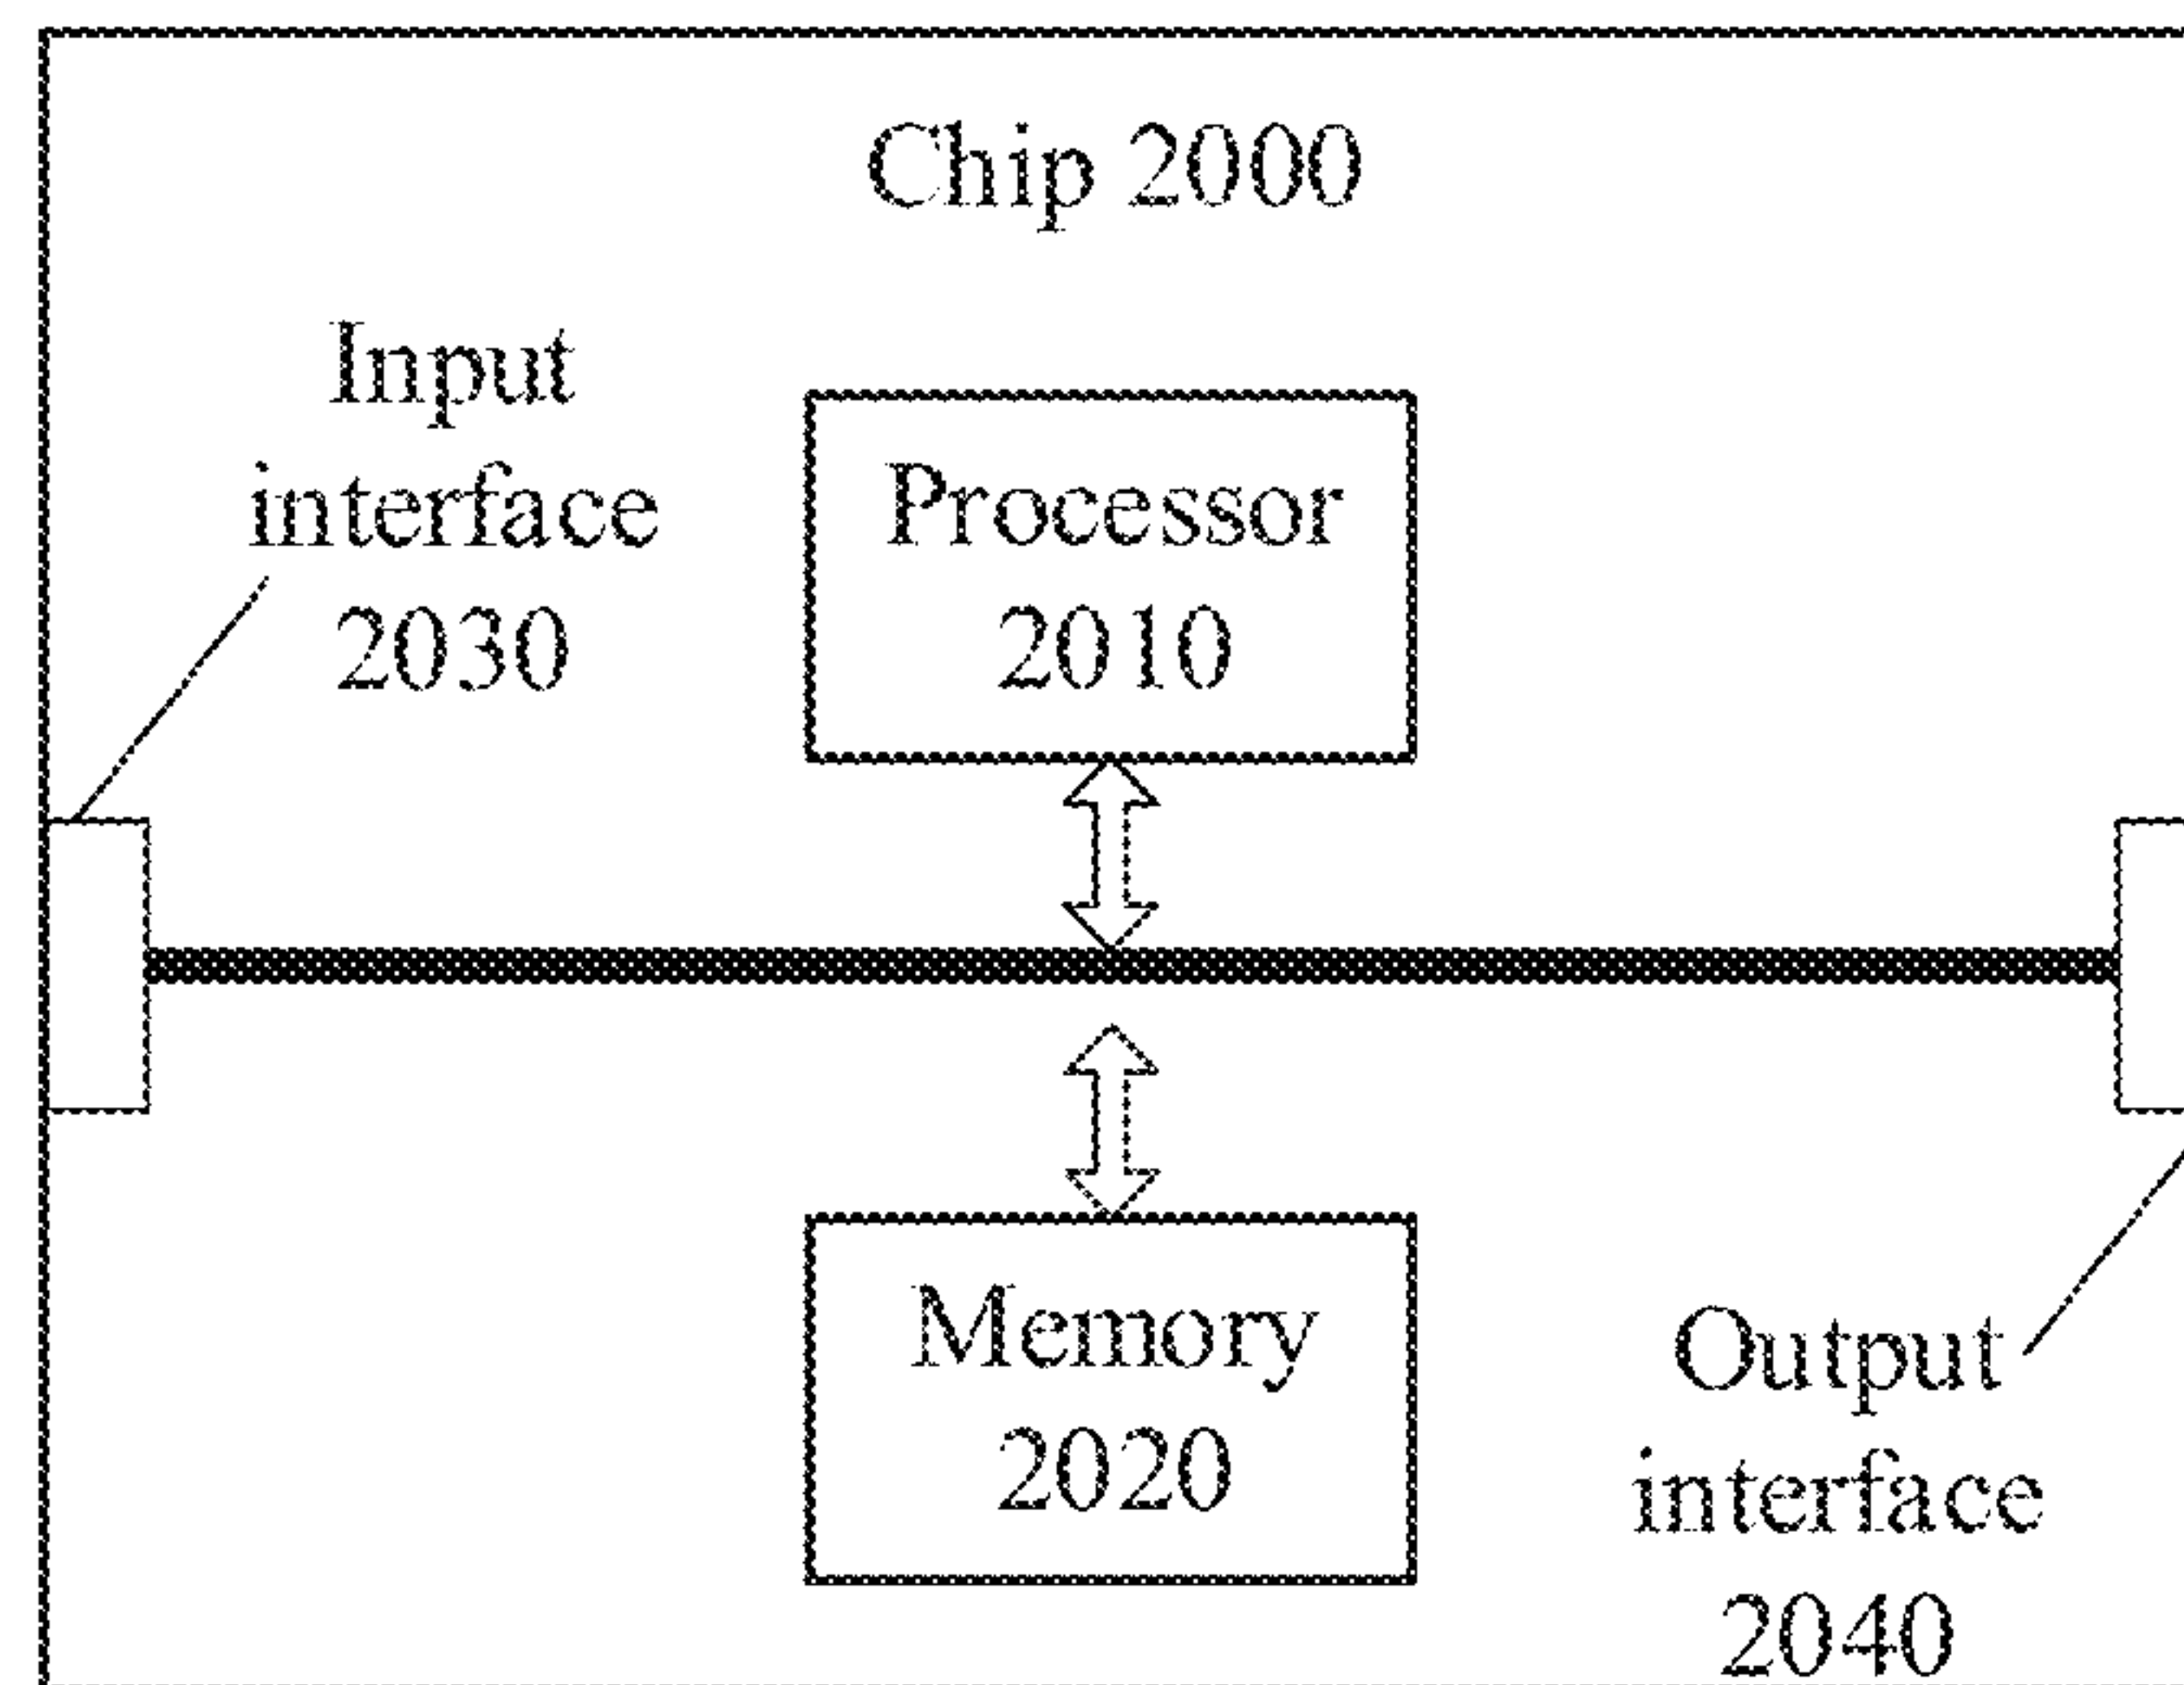 Chip 2000
Input
interface
2030
Processor
2010
Memory
2020
Output
interface
2040